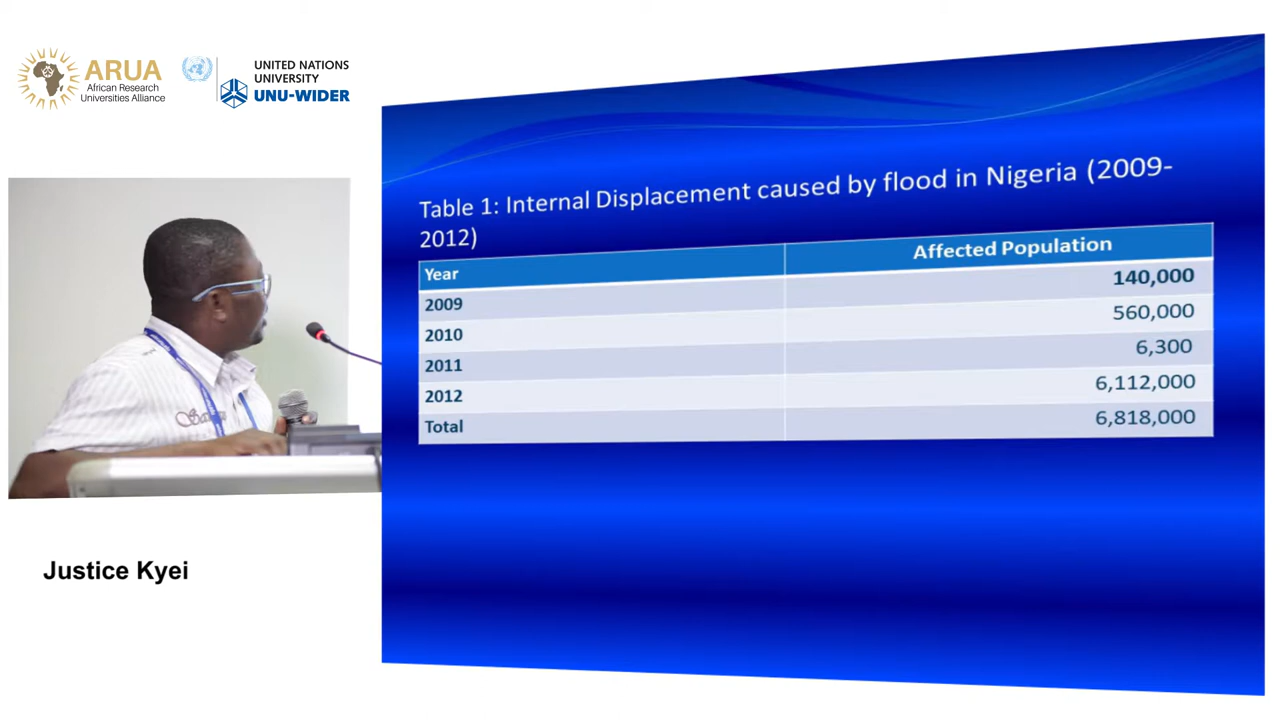 ARUA
African Research
Universities Alliance
UNITED NATIONS
UNIVERSITY
UNU-WIDER
Table 1: Internal Displacement caused by flood in Nigeria (2009-
2012)
Year Affected Population
2009 140,000
2010 560,000
2011 6,300
2012 6,112,000
Total 6,818,000
Justice Kyei